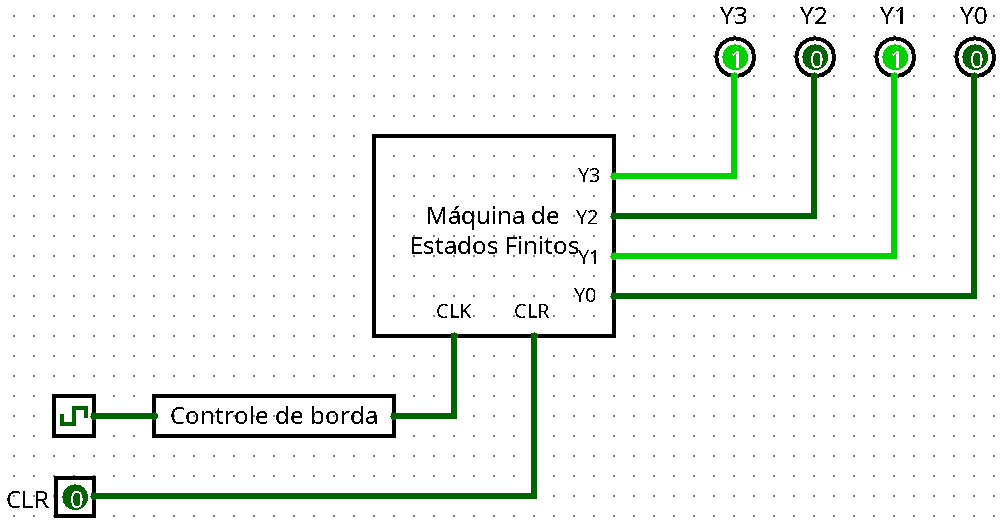 Y3 Y2 Y1 Y0
1 0 1 0
Y3
Máquina de Y2
Estados Finitos Y1
Y0
CLK CLR
Controle de borda
CLR 0